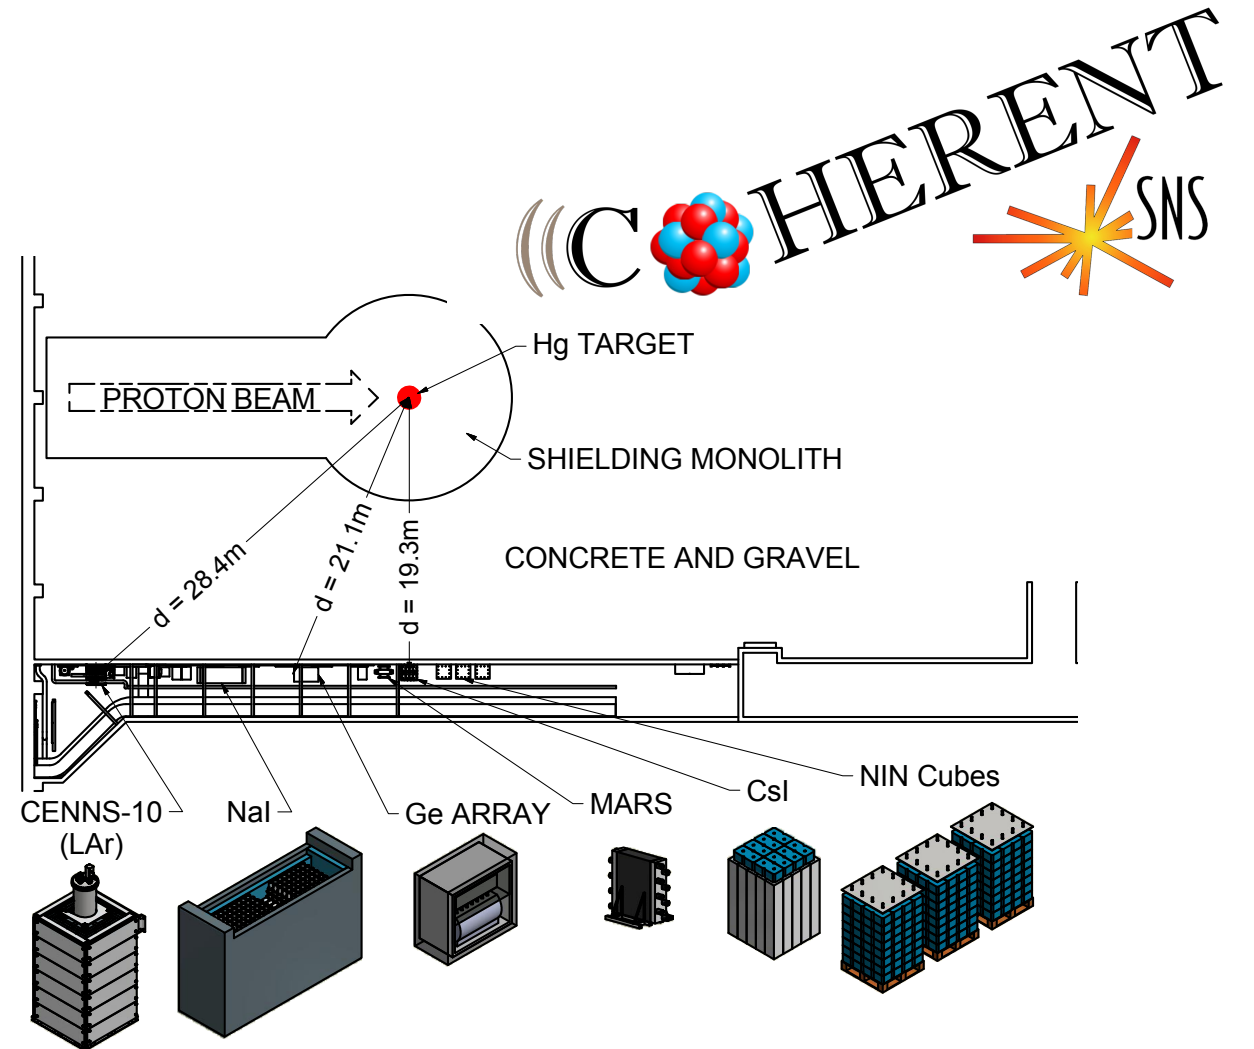 COHERENT
SNS
Hg TARGET
PROTON BEAM
SHIELDING MONOLITH
d = 28.4m
d = 21.1m
d = 19.3m
CONCRETE AND GRAVEL
CENNS-10
(LAr)
NaI
Ge ARRAY
MARS
CsI
NIN Cubes